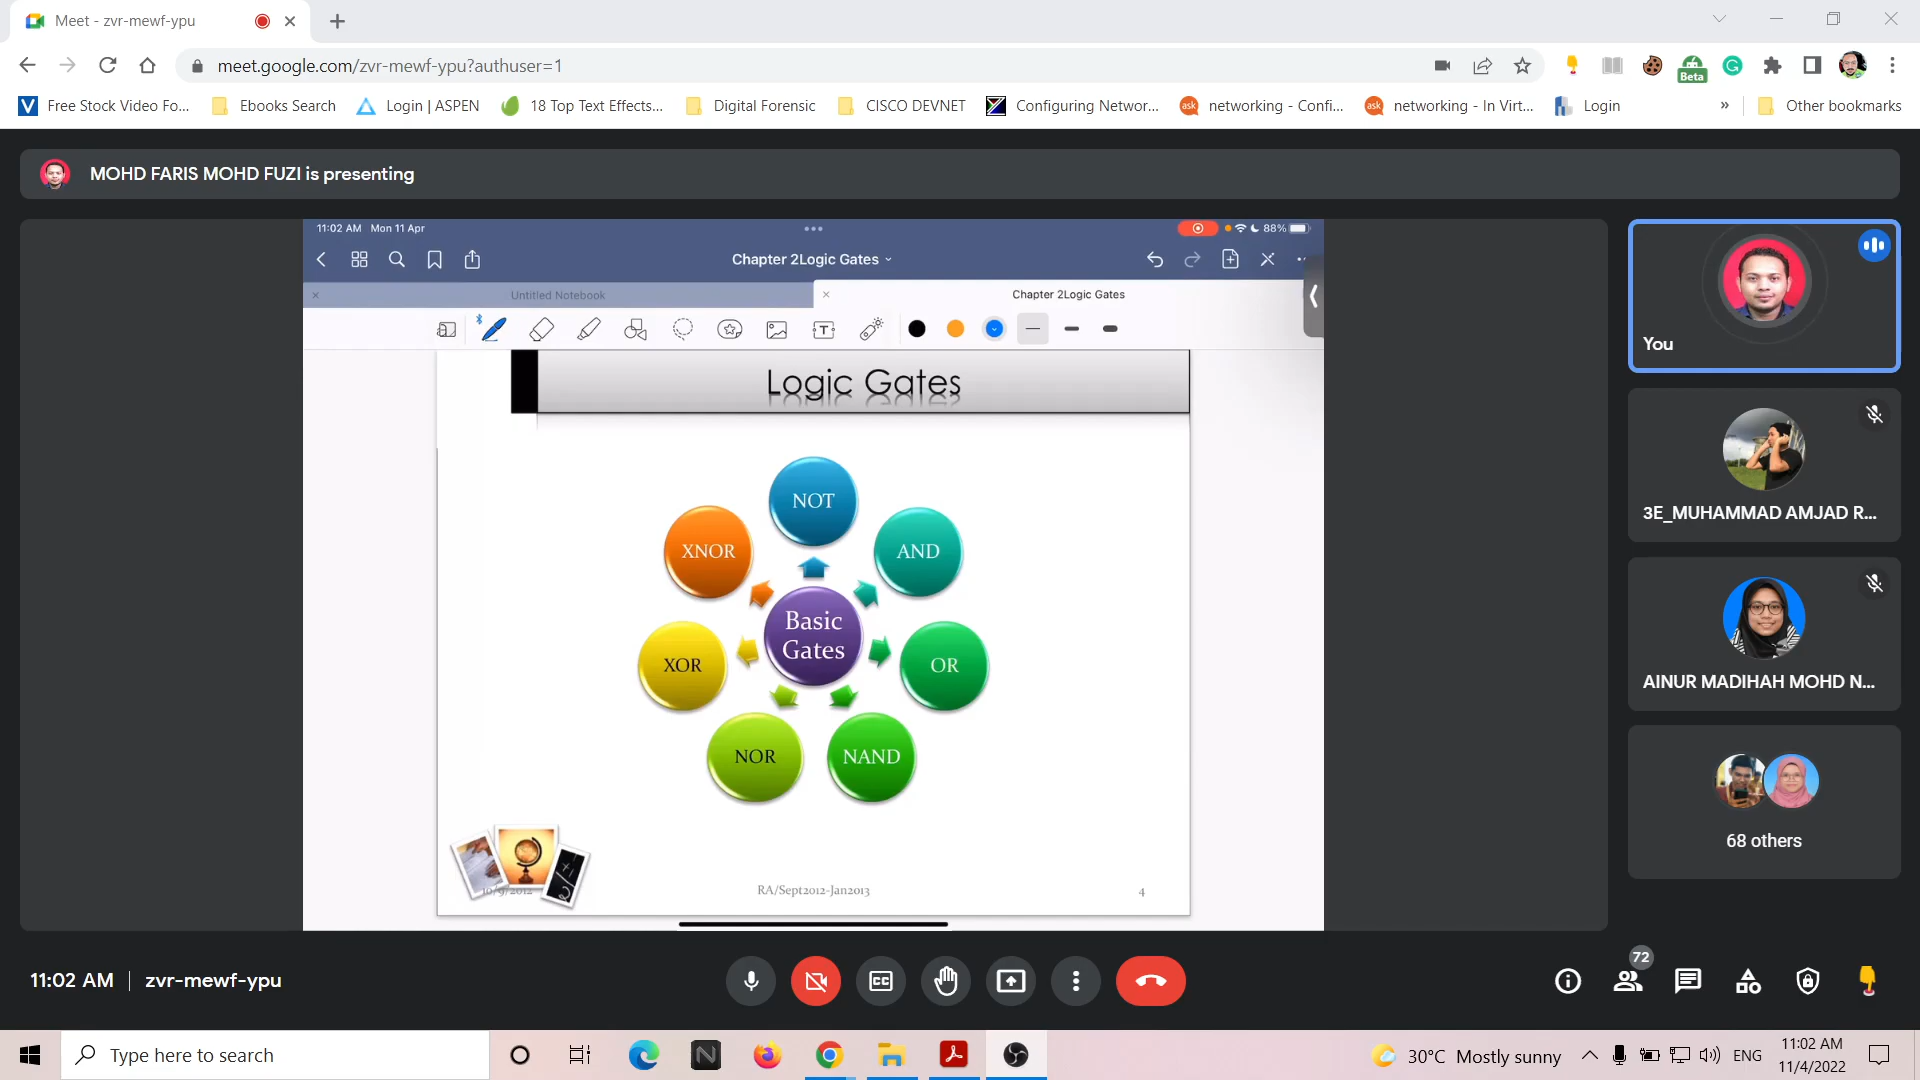 Meet - zvr-mewf-ypu
meet.google.com/zvr-mewf-ypu?authuser=1
Beta
Free Stock Video Fo...
Ebooks Search
Login | ASPEN
18 Top Text Effects...
Digital Forensic
CISCO DEVNET
Configuring Networ...
networking - Confi...
networking - In Virt...
Login
»
Other bookmarks
MOHD FARIS MOHD FUZI is presenting
11:02 AM Mon 11 Apr
88%
Chapter 2Logic Gates
Untitled Notebook
Chapter 2Logic Gates
Logic Gates
NOT
XNOR
AND
Basic
Gates
XOR
OR
NOR
NAND
10/9/2012
RA/Sept2012-Jan2013
4
You
3E_MUHAMMAD AMJAD R...
AINUR MADIHAH MOHD N...
68 others
11:02 AM | zvr-mewf-ypu
72
Type here to search
30°C Mostly sunny
ENG
11:02 AM
11/4/2022